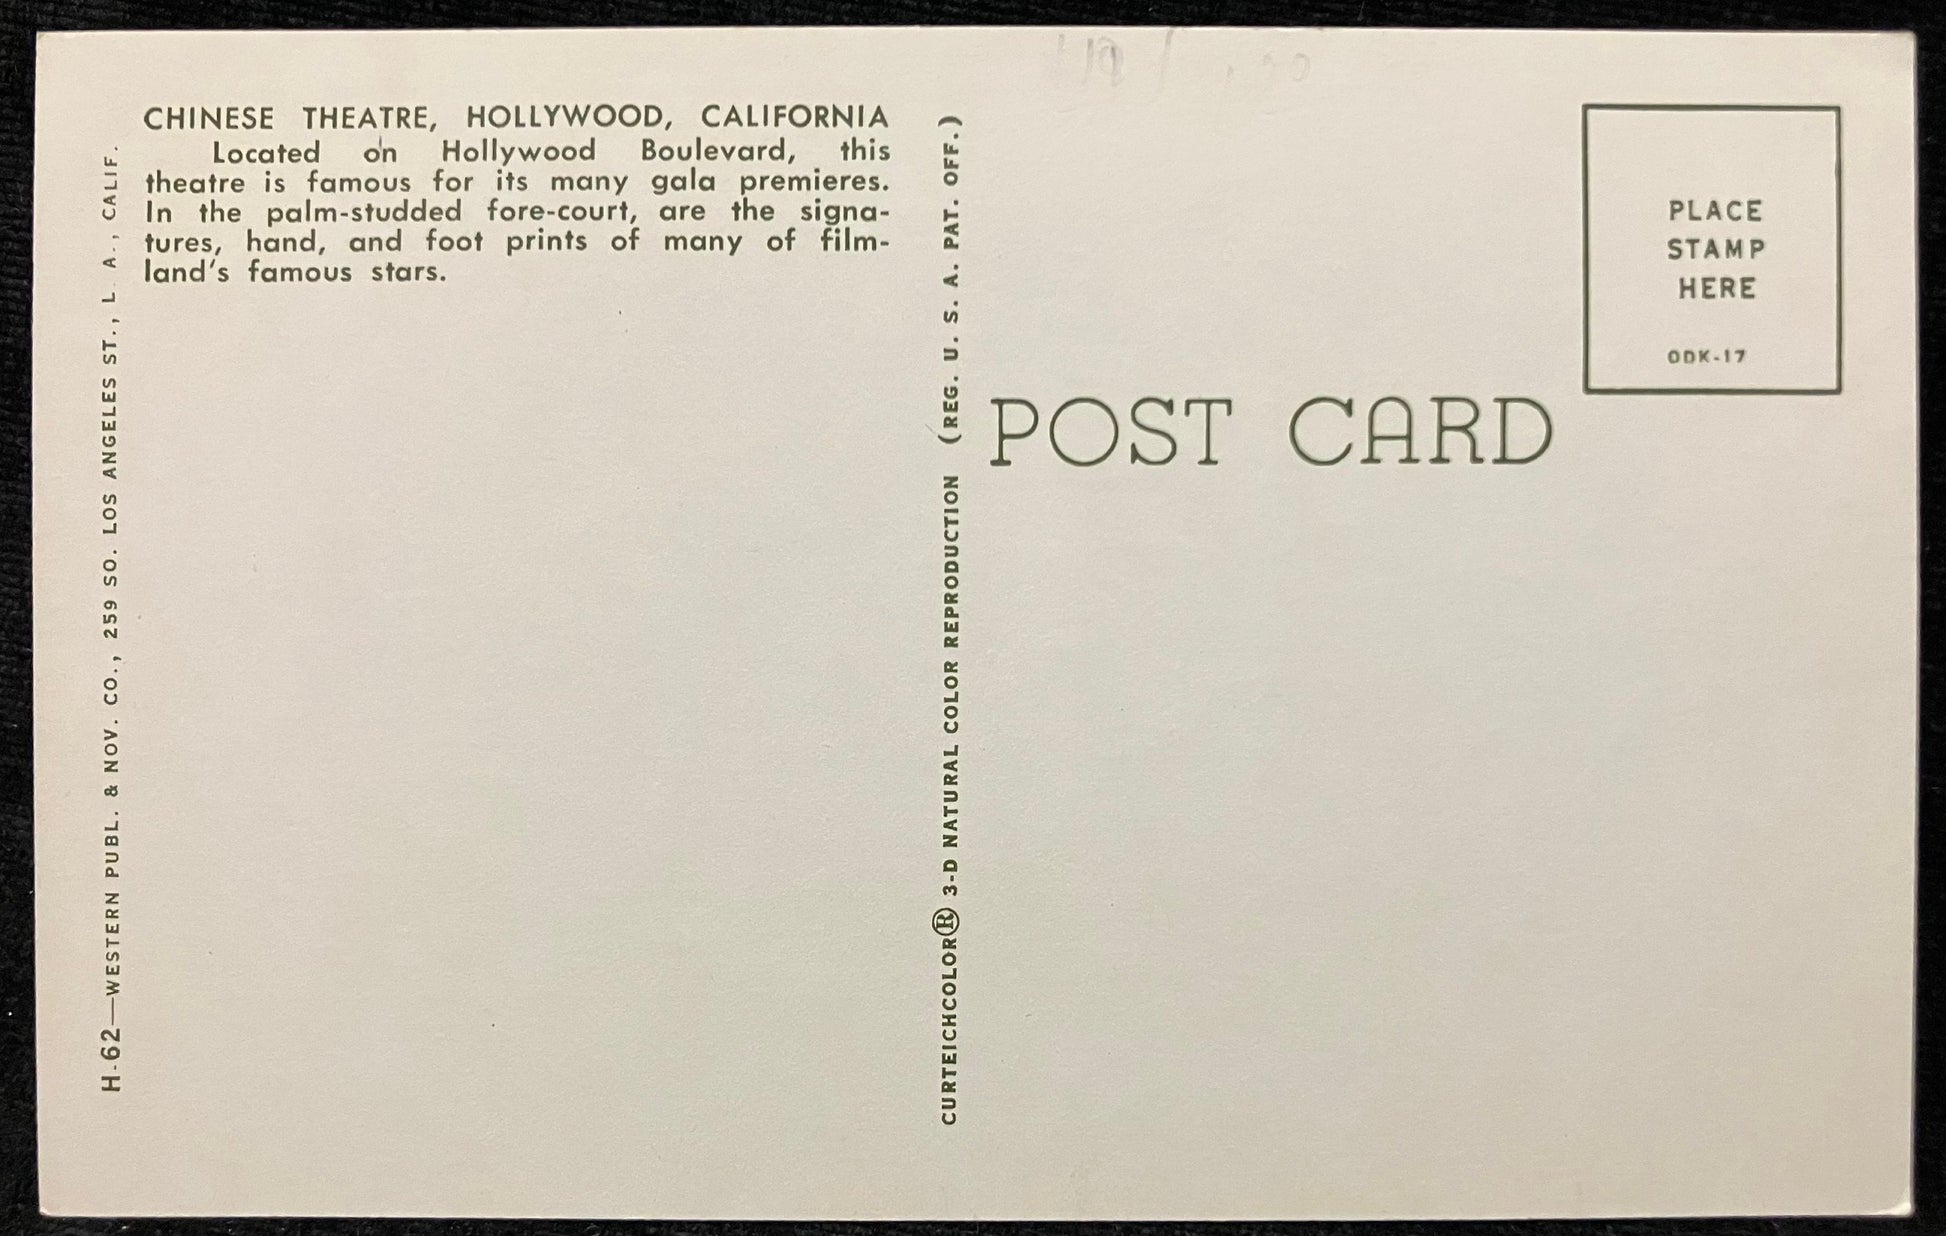 CHINESE THEATRE, HOLLYWOOD, CALIFORNIA
Located on Hollywood Boulevard, this
theatre is famous for its many gala premieres.
In the palm-studded fore-court, are the signa-
tures, hand, and foot prints of many of film-
land's famous stars.
H-62—WESTERN PUBL. & NOV. CO., 259 SO. LOS ANGELES ST., L. A., CALIF.
CURTEICHCOLOR® 3-D NATURAL COLOR REPRODUCTION (REG. U. S. A. PAT. OFF.)
POST CARD
PLACE
STAMP
HERE
ODK-17